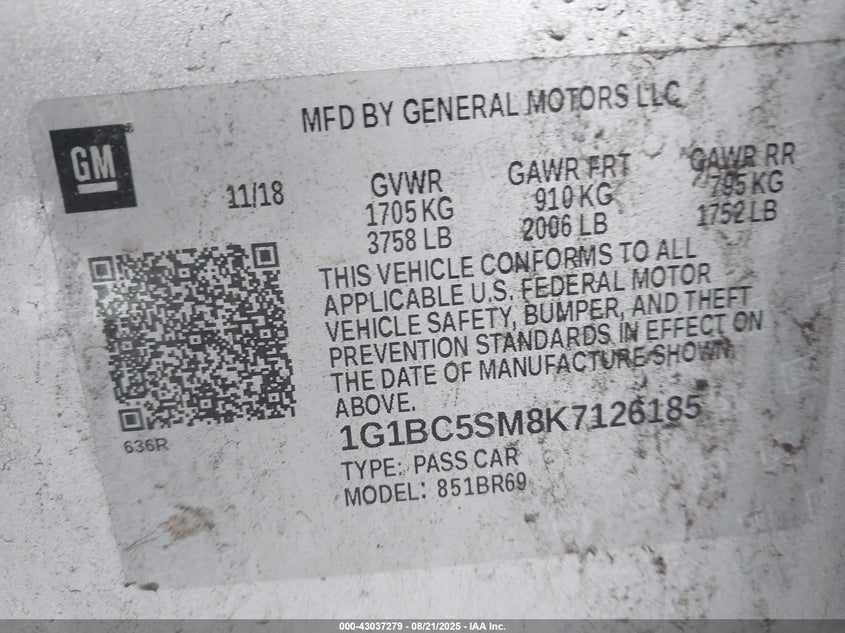 MFD BY GENERAL MOTORS LLC
GM
11/18
GVWR
1705 KG
3758 LB
GAWR FRT
910 KG
2006 LB
GAWR RR
795 KG
1752 LB
THIS VEHICLE CONFORMS TO ALL
APPLICABLE U.S. FEDERAL MOTOR
VEHICLE SAFETY, BUMPER, AND THEFT
PREVENTION STANDARDS IN EFFECT ON
THE DATE OF MANUFACTURE SHOWN
ABOVE.
636R
1G1BC5SM8K7126185
TYPE: PASS CAR
MODEL: 851BR69
000-43037279 - 08/21/2025 - IAA Inc.